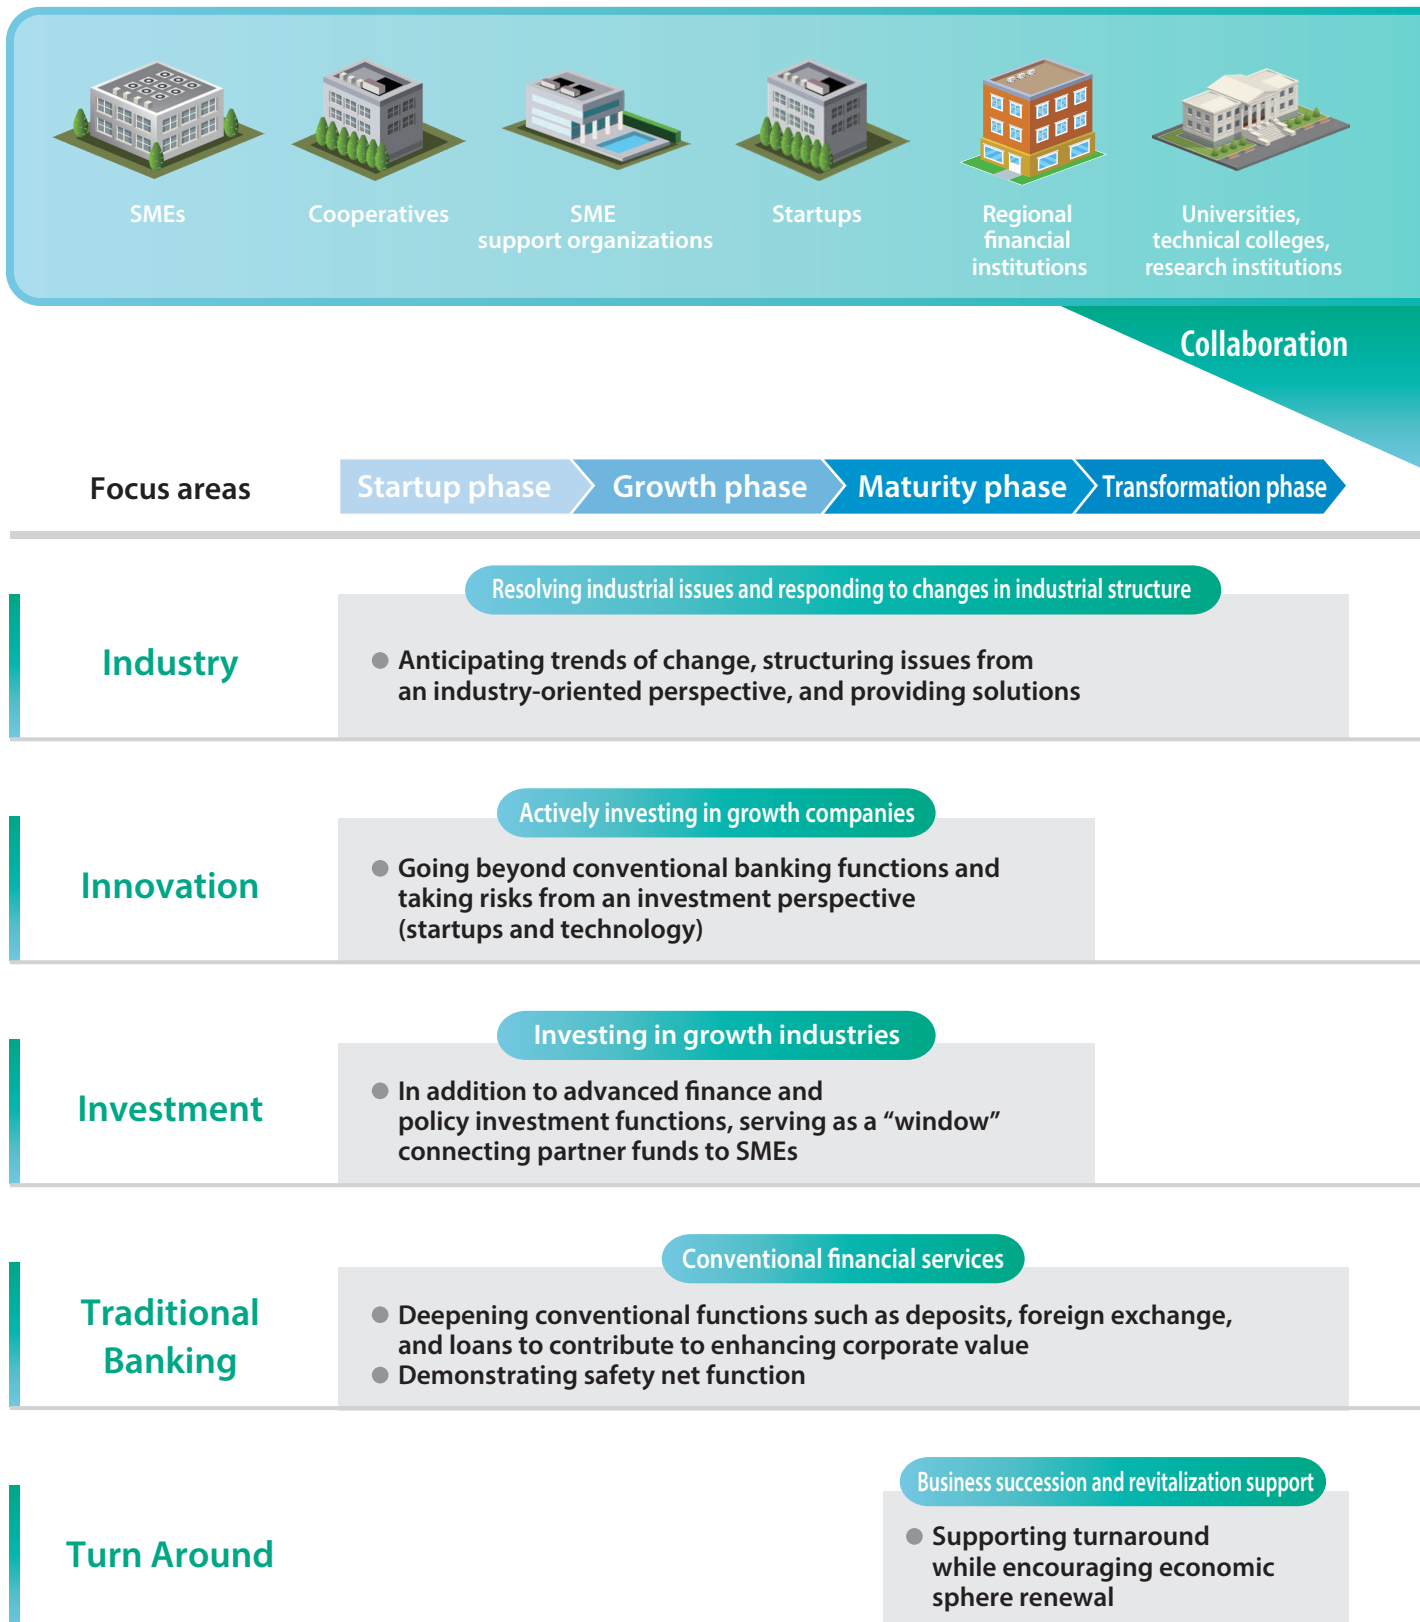 SMEs
Cooperatives
SME
support organizations
Startups
Regional
financial
institutions
Universities,
technical colleges,
research institutions
Collaboration
Focus areas
Startup phase
Growth phase
Maturity phase
Transformation phase
Industry
Resolving industrial issues and responding to changes in industrial structure
● Anticipating trends of change, structuring issues from
an industry-oriented perspective, and providing solutions
Innovation
Actively investing in growth companies
● Going beyond conventional banking functions and
taking risks from an investment perspective
(startups and technology)
Investment
Investing in growth industries
● In addition to advanced finance and
policy investment functions, serving as a “window”
connecting partner funds to SMEs
Traditional
Banking
Conventional financial services
● Deepening conventional functions such as deposits, foreign exchange,
and loans to contribute to enhancing corporate value
● Demonstrating safety net function
Turn Around
Business succession and revitalization support
● Supporting turnaround
while encouraging economic
sphere renewal